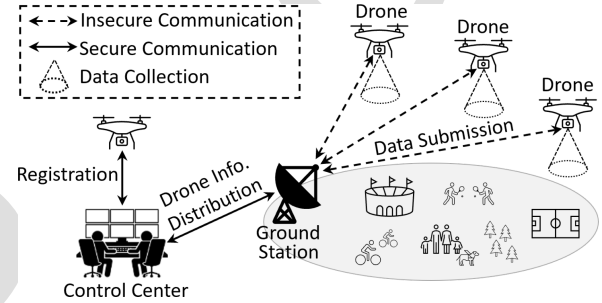 Insecure Communication
Secure Communication
Data Collection
Drone
Drone
Drone
Data Submission
Registration
Drone Info.
Distribution
Ground
Station
Control Center